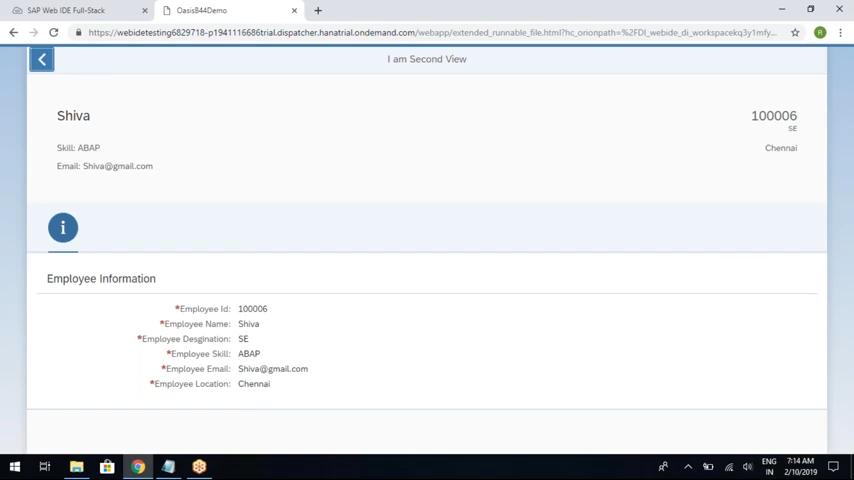 SAP Web IDE Full-Stack
Oasis844Demo
https://webidetesting6829718-p1941116686trial.dispatcher.hanatrial.ondemand.com/webapp/extended_runnable_file.html?hc_orionpath=%2FDI_webide_di_workspacekq3y1mfy...
R
I am Second View
Shiva
100006
SE
Skill: ABAP
Chennai
Email: Shiva@gmail.com
Employee Information
*Employee Id: 100006
*Employee Name: Shiva
*Employee Desgination: SE
*Employee Skill: ABAP
*Employee Email: Shiva@gmail.com
*Employee Location: Chennai
ENG
7:14 AM
IN
2/10/2019